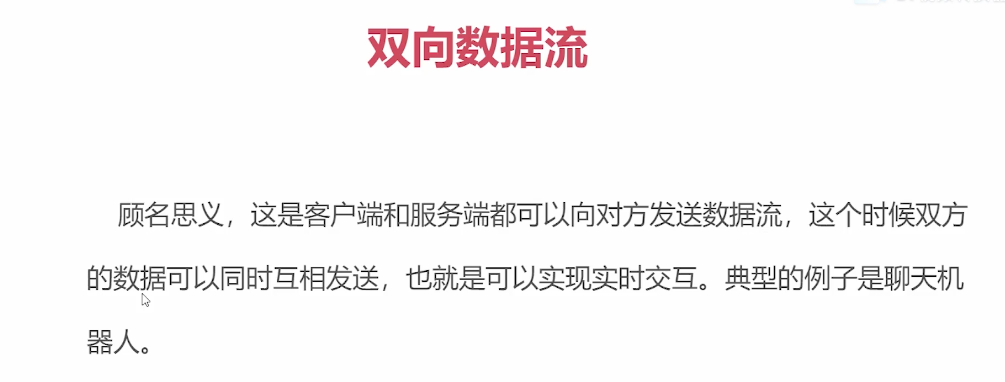 双向数据流
顾名思义，这是客户端和服务端都可以向对方发送数据流，这个时候双方
的数据可以同时互相发送，也就是可以实现实时交互。典型的例子是聊天机
器人。